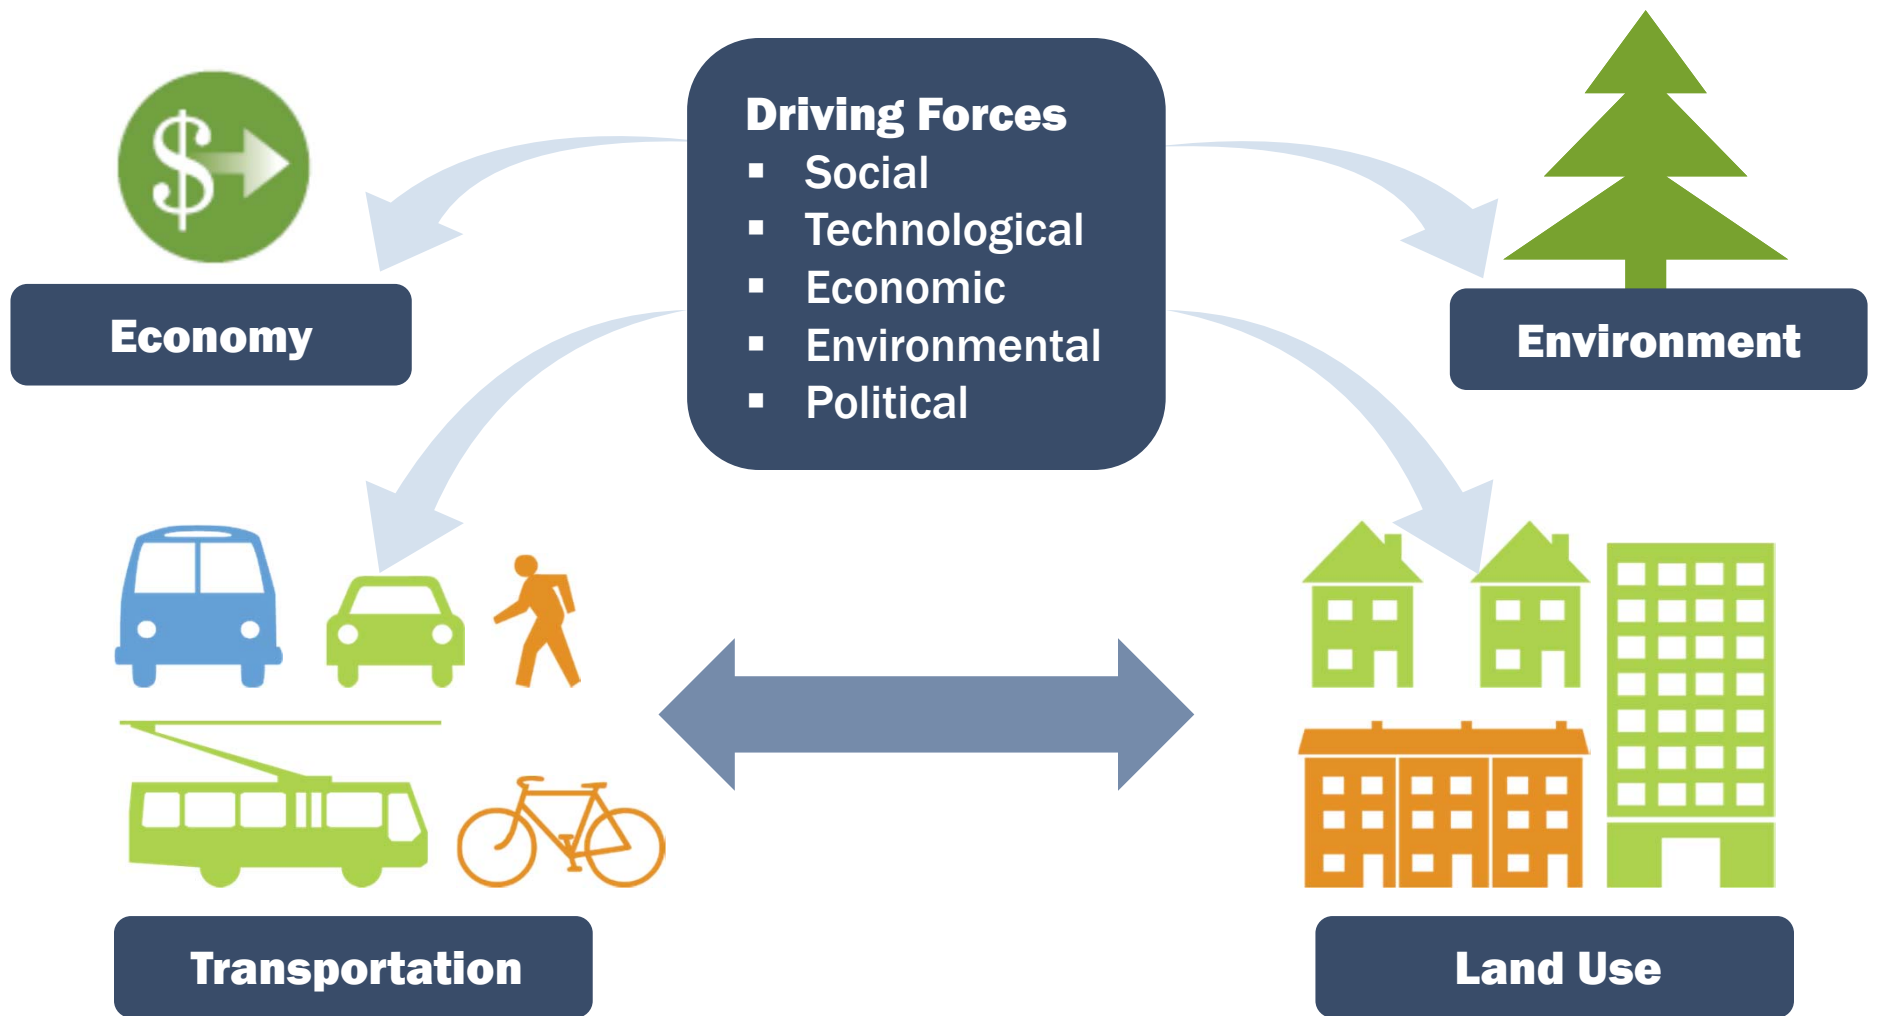 Driving Forces
▪ Social
▪ Technological
▪ Economic
▪ Environmental
▪ Political
$
Economy
Environment
Transportation
Land Use